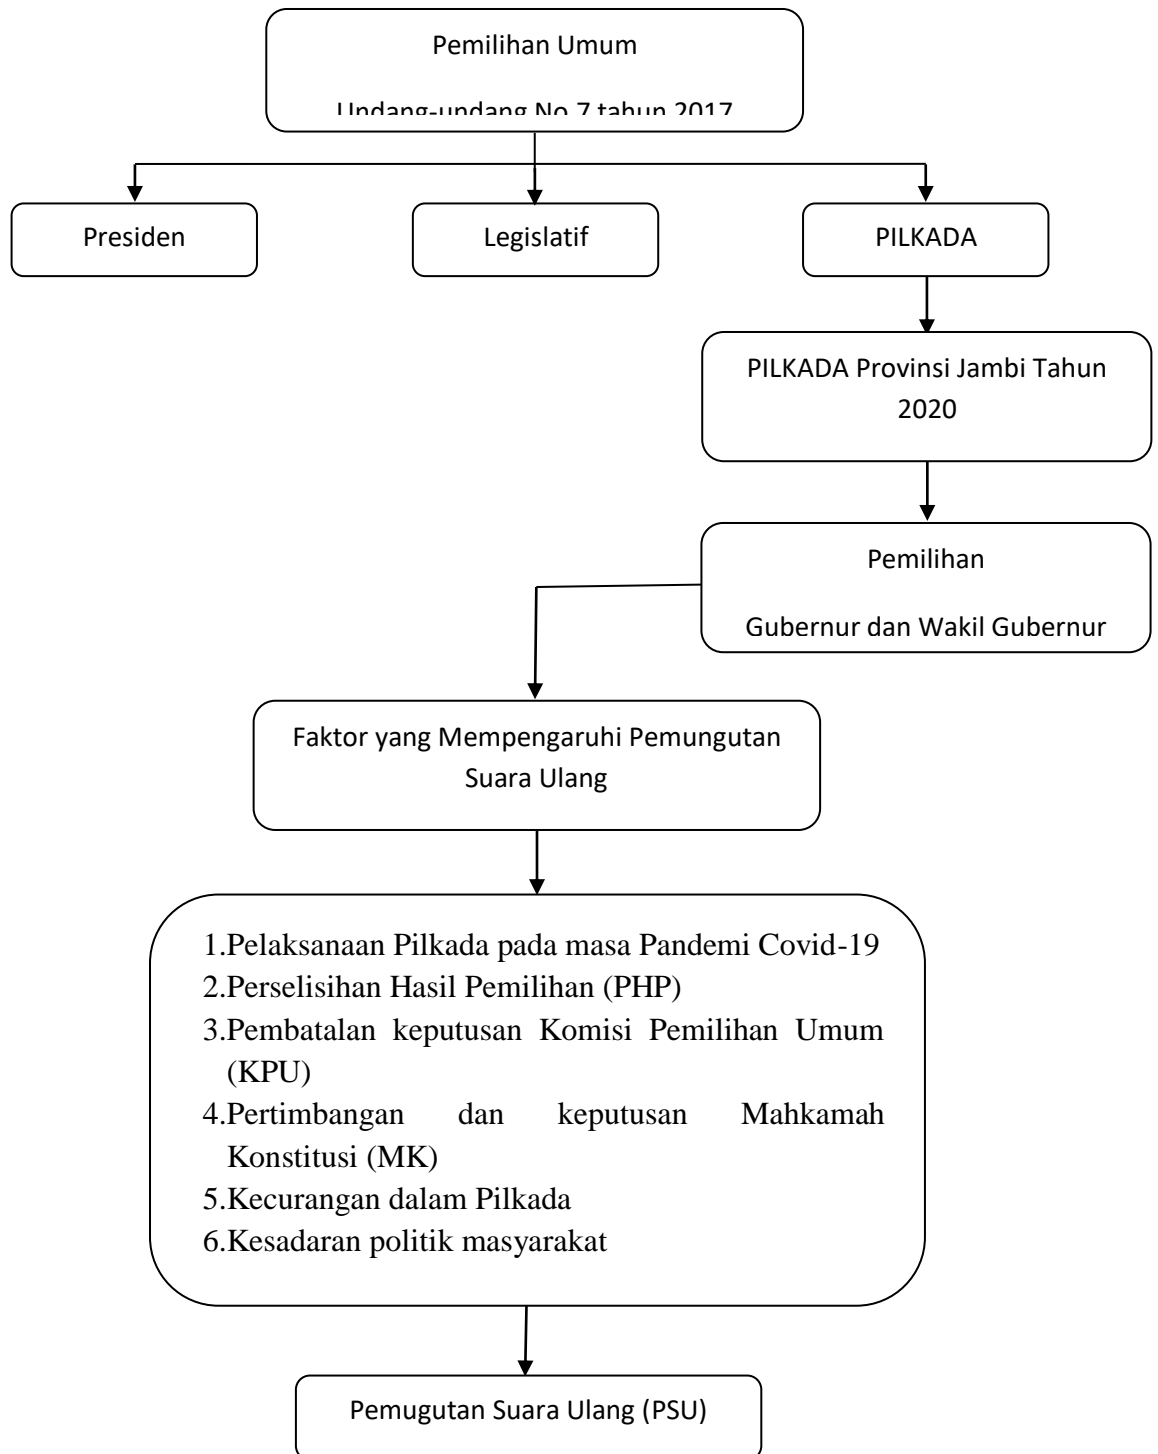 Pemilihan Umum
Undang-undang No 7 tahun 2017
Presiden
Legislatif
PILKADA
PILKADA Provinsi Jambi Tahun
2020
Pemilihan
Gubernur dan Wakil Gubernur
Faktor yang Mempengaruhi Pemungutan
Suara Ulang
1.Pelaksanaan Pilkada pada masa Pandemi Covid-19
2.Perselisihan Hasil Pemilihan (PHP)
3.Pembatalan keputusan Komisi Pemilihan Umum
(KPU)
4.Pertimbangan dan keputusan Mahkamah
Konstitusi (MK)
5.Kecurangan dalam Pilkada
6.Kesadaran politik masyarakat
Pemugutan Suara Ulang (PSU)